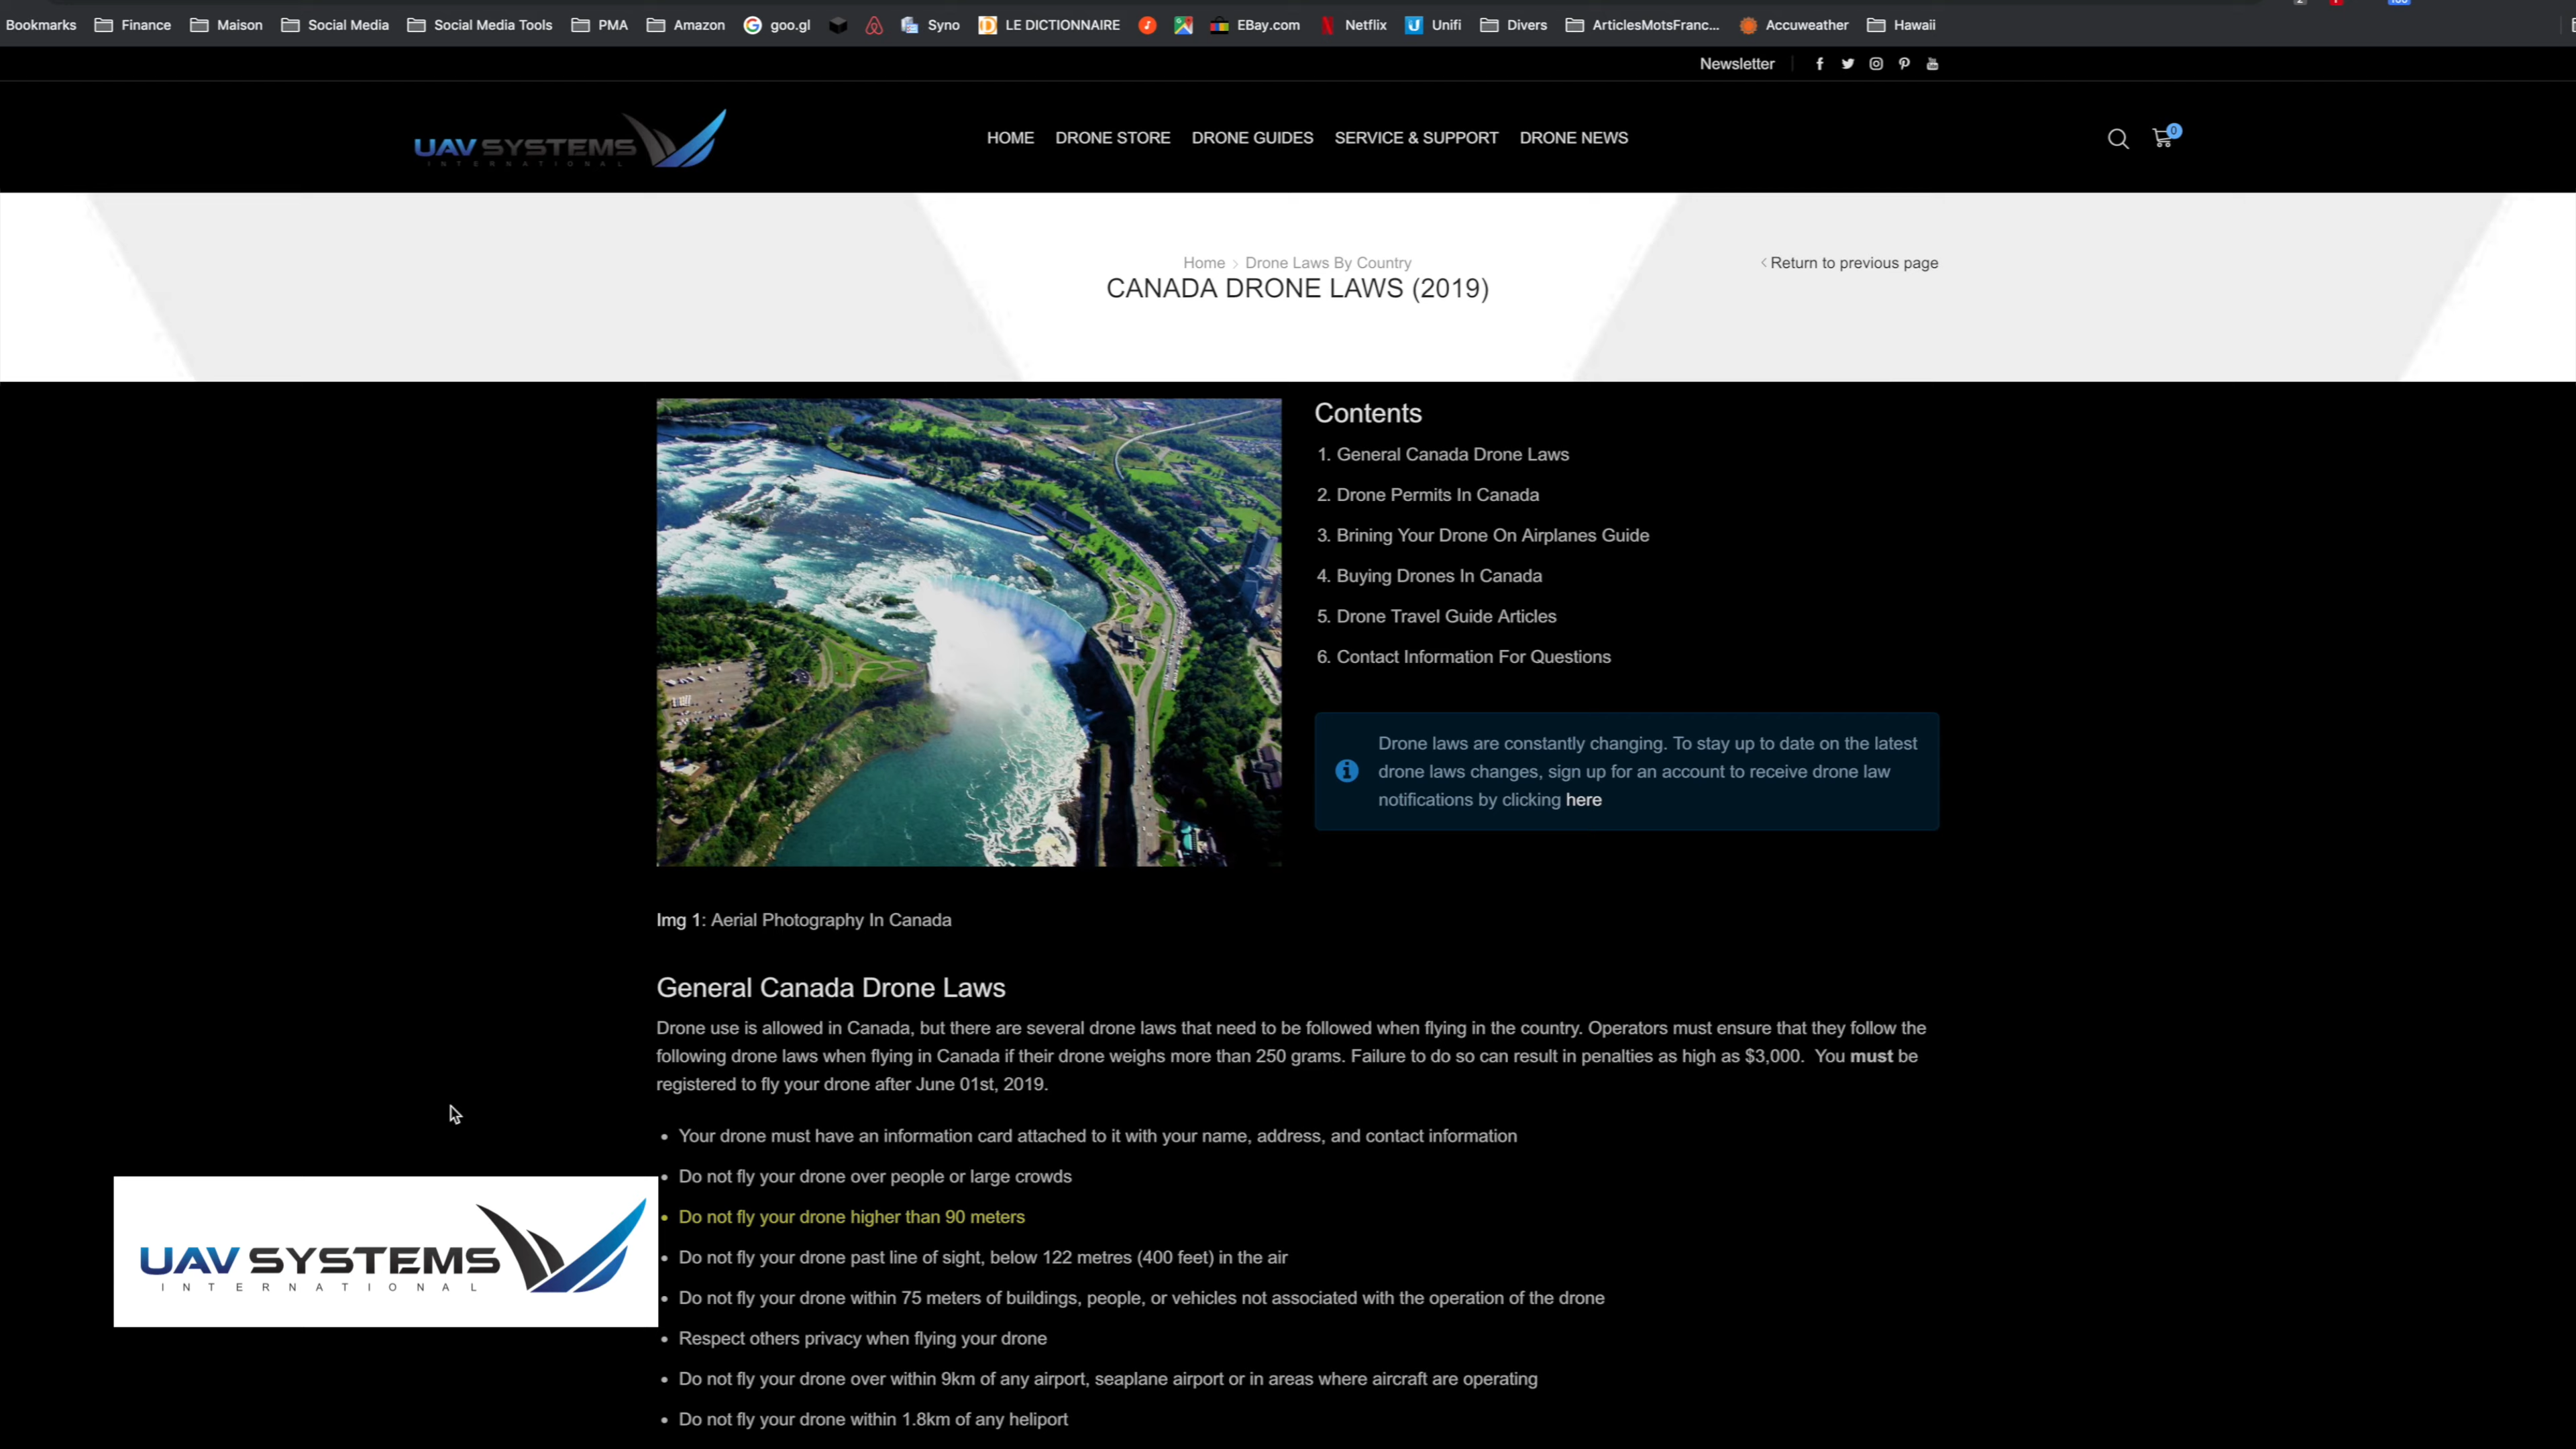 Bookmarks Finance Maison Social Media Social Media Tools PMA Amazon goo.gl Syno LE DICTIONNAIRE EBay.com Netflix Unifi Divers ArticlesMotsFranc... Accuweather Hawaii
Newsletter
UAV SYSTEMS
INTERNATIONAL
HOME DRONE STORE DRONE GUIDES SERVICE & SUPPORT DRONE NEWS
0
Home > Drone Laws By Country
< Return to previous page
CANADA DRONE LAWS (2019)
Contents
1. General Canada Drone Laws
2. Drone Permits In Canada
3. Brining Your Drone On Airplanes Guide
4. Buying Drones In Canada
5. Drone Travel Guide Articles
6. Contact Information For Questions
Drone laws are constantly changing. To stay up to date on the latest
drone laws changes, sign up for an account to receive drone law
notifications by clicking here
Img 1: Aerial Photography In Canada
General Canada Drone Laws
Drone use is allowed in Canada, but there are several drone laws that need to be followed when flying in the country. Operators must ensure that they follow the
following drone laws when flying in Canada if their drone weighs more than 250 grams. Failure to do so can result in penalties as high as $3,000. You must be
registered to fly your drone after June 01st, 2019.
• Your drone must have an information card attached to it with your name, address, and contact information
• Do not fly your drone over people or large crowds
• Do not fly your drone higher than 90 meters
• Do not fly your drone past line of sight, below 122 metres (400 feet) in the air
• Do not fly your drone within 75 meters of buildings, people, or vehicles not associated with the operation of the drone
• Respect others privacy when flying your drone
• Do not fly your drone over within 9km of any airport, seaplane airport or in areas where aircraft are operating
• Do not fly your drone within 1.8km of any heliport
UAV SYSTEMS
INTERNATIONAL